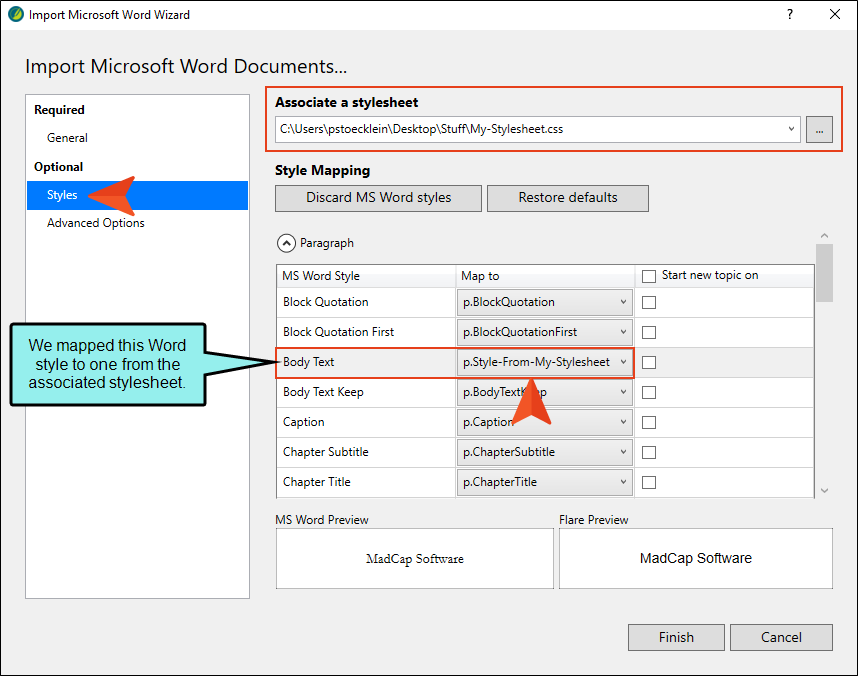 Import Microsoft Word Wizard
?
Import Microsoft Word Documents...
Required
General
Optional
Styles
Advanced Options
Associate a stylesheet
C:\Users\pstoecklein\Desktop\Stuff\My-Stylesheet.css
...
Style Mapping
Discard MS Word styles Restore defaults
Paragraph
MS Word Style Map to Start new topic on
Block Quotation p.BlockQuotation
Block Quotation First p.BlockQuotationFirst
Body Text p.Style-From-My-Stylesheet
Body Text Keep p.BodyTextKeep
Caption p.Caption
Chapter Subtitle p.ChapterSubtitle
Chapter Title p.ChapterTitle
We mapped this Word
style to one from the
associated stylesheet.
MS Word Preview Flare Preview
MadCap Software MadCap Software
Finish Cancel